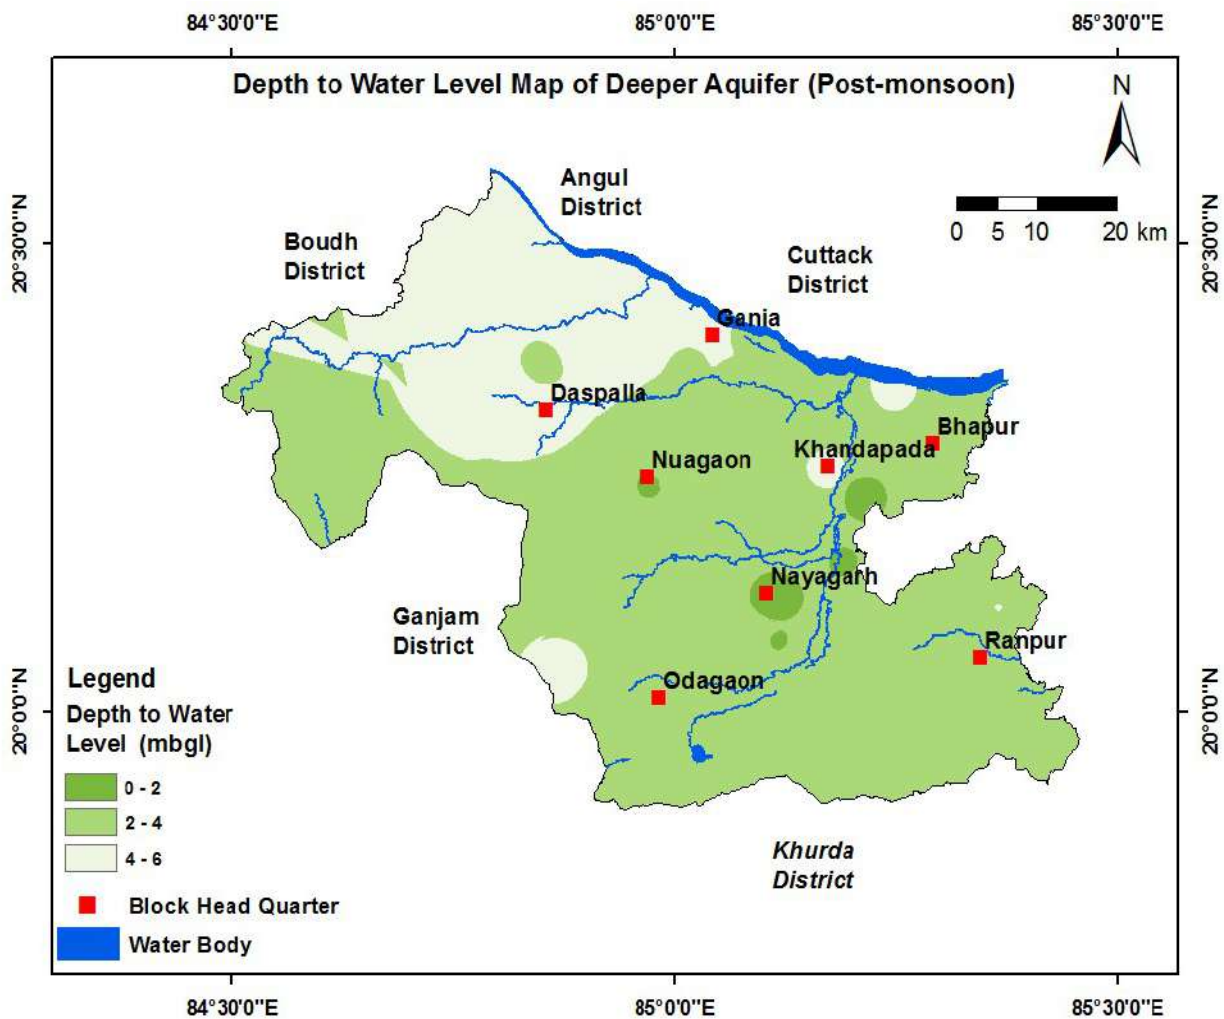 84°30'0"E 85°0'0"E 85°30'0"E
Depth to Water Level Map of Deeper Aquifer (Post-monsoon)
N
Angul
District
20°30'0"N
20°30'0"N
0 5 10 20 km
Boudh
District
Cuttack
District
Gania
Daspalla
Bhapur
Khandapada
Nuagaon
Nayagarh
Ganjam
District
Ranpur
Odagaon
20°0'0"N
20°0'0"N
Legend
Depth to Water
Level (mbgl)
0 - 2
2 - 4
4 - 6
Khurda
District
Block Head Quarter
Water Body
84°30'0"E 85°0'0"E 85°30'0"E